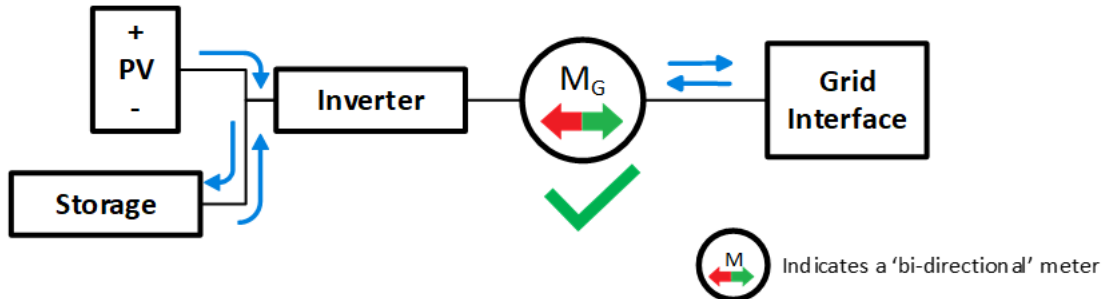 +
PV
-
Inverter
MG
Grid
Interface
Storage
M
Indicates a 'bi-directional' meter